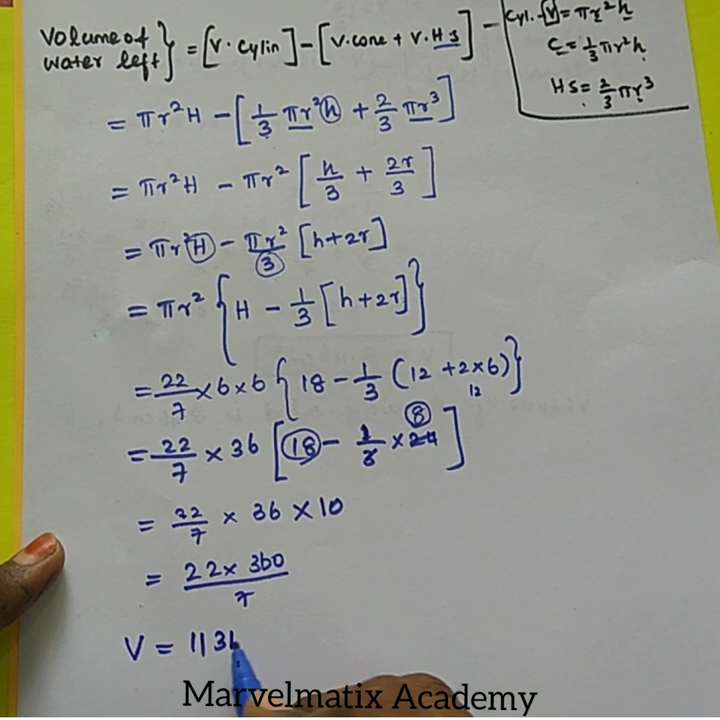 Volume of water left} = [V. Cylin] - [V. cone + V. H s] -
Cyl. V = πr²h
C = 1/3 πr²h
HS = 2/3 πr³
= πr²H - [1/3 πr²h + 2/3 πr³]
= πr²H - πr² [h/3 + 2r/3]
= πr²H - πr²/3 [h+2r]
= πr² {H - 1/3 [h+2r]}
= 22/7 × 6 × 6 {18 - 1/3 (12 + 2×6)}
12
8
= 22/7 × 36 [18 - 1/3 × 24]
= 22/7 × 36 × 10
= 22 × 360/7
V = 1136
Marvelmatix Academy